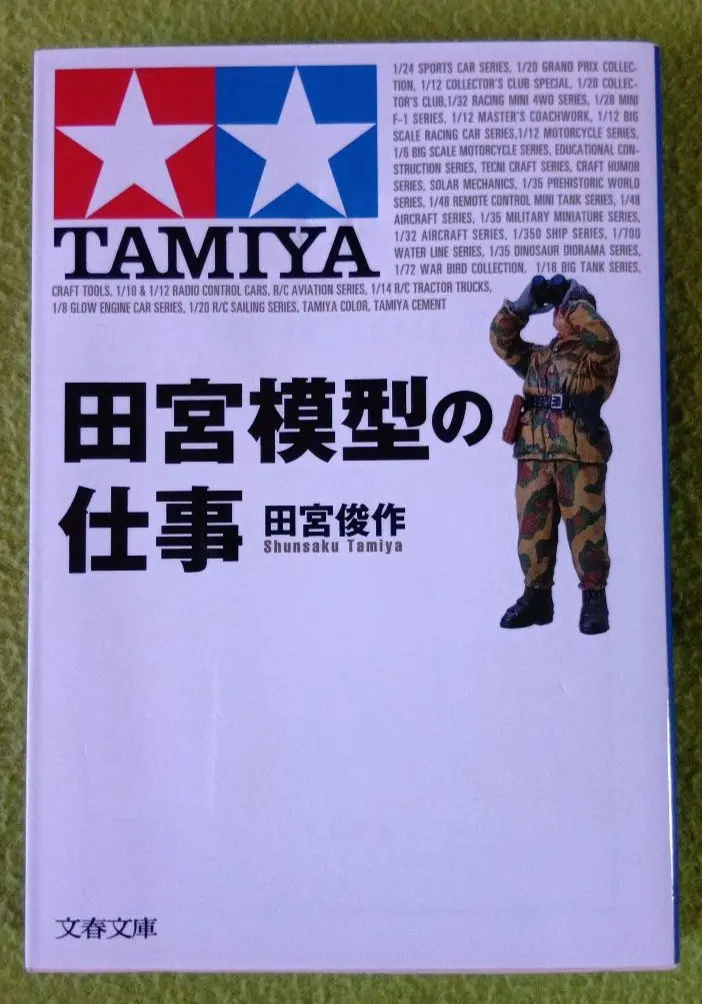 TAMIYA
1/24 SPORTS CAR SERIES, 1/20 GRAND PRIX COLLEC-
TION, 1/12 COLLECTOR'S CLUB SPECIAL, 1/20 COLLEC-
TOR'S CLUB,1/32 RACING MINI 4WD SERIES, 1/28 MINI
F-1 SERIES, 1/12 MASTER'S COACHWORK, 1/12 BIG
SCALE RACING CAR SERIES,1/12 MOTORCYCLE SERIES,
1/6 BIG SCALE MOTORCYCLE SERIES, EDUCATIONAL CON-
STRUCTION SERIES, TECNI CRAFT SERIES, CRAFT HUMOR
SERIES, SOLAR MECHANICS, 1/35 PREHISTORIC WORLD
SERIES, 1/48 REMOTE CONTROL MINI TANK SERIES, 1/48
AIRCRAFT SERIES, 1/35 MILITARY MINIATURE SERIES,
1/32 AIRCRAFT SERIES, 1/350 SHIP SERIES, 1/700
WATER LINE SERIES, 1/35 DINOSAUR DIORAMA SERIES,
1/72 WAR BIRD COLLECTION, 1/16 BIG TANK SERIES,
CRAFT TOOLS, 1/10 & 1/12 RADIO CONTROL CARS, R/C AVIATION SERIES, 1/14 R/C TRACTOR TRUCKS,
1/8 GLOW ENGINE CAR SERIES, 1/20 R/C SAILING SERIES, TAMIYA COLOR, TAMIYA CEMENT
田宮模型の
仕事
田宮俊作
Shunsaku Tamiya
文春文庫